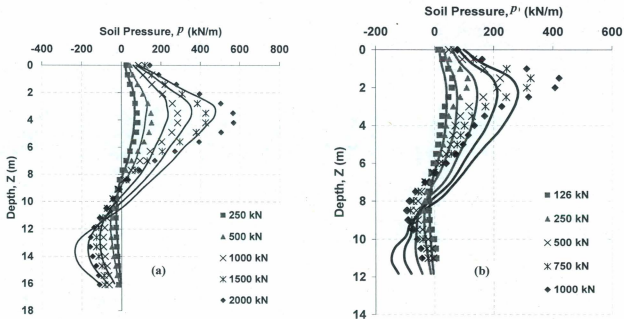 Soil Pressure, p (kN/m)
-400 -200 0 200 400 600 800
0
2
4
6
8
10
12
14
16
18
Depth, Z (m)
250 kN
500 kN
1000 kN
1500 kN
2000 kN
(a)
Soil Pressure, p' (kN/m)
-200 0 200 400 600
0
2
4
6
8
10
12
14
Depth, Z (m)
126 kN
250 kN
500 kN
750 kN
1000 kN
(b)